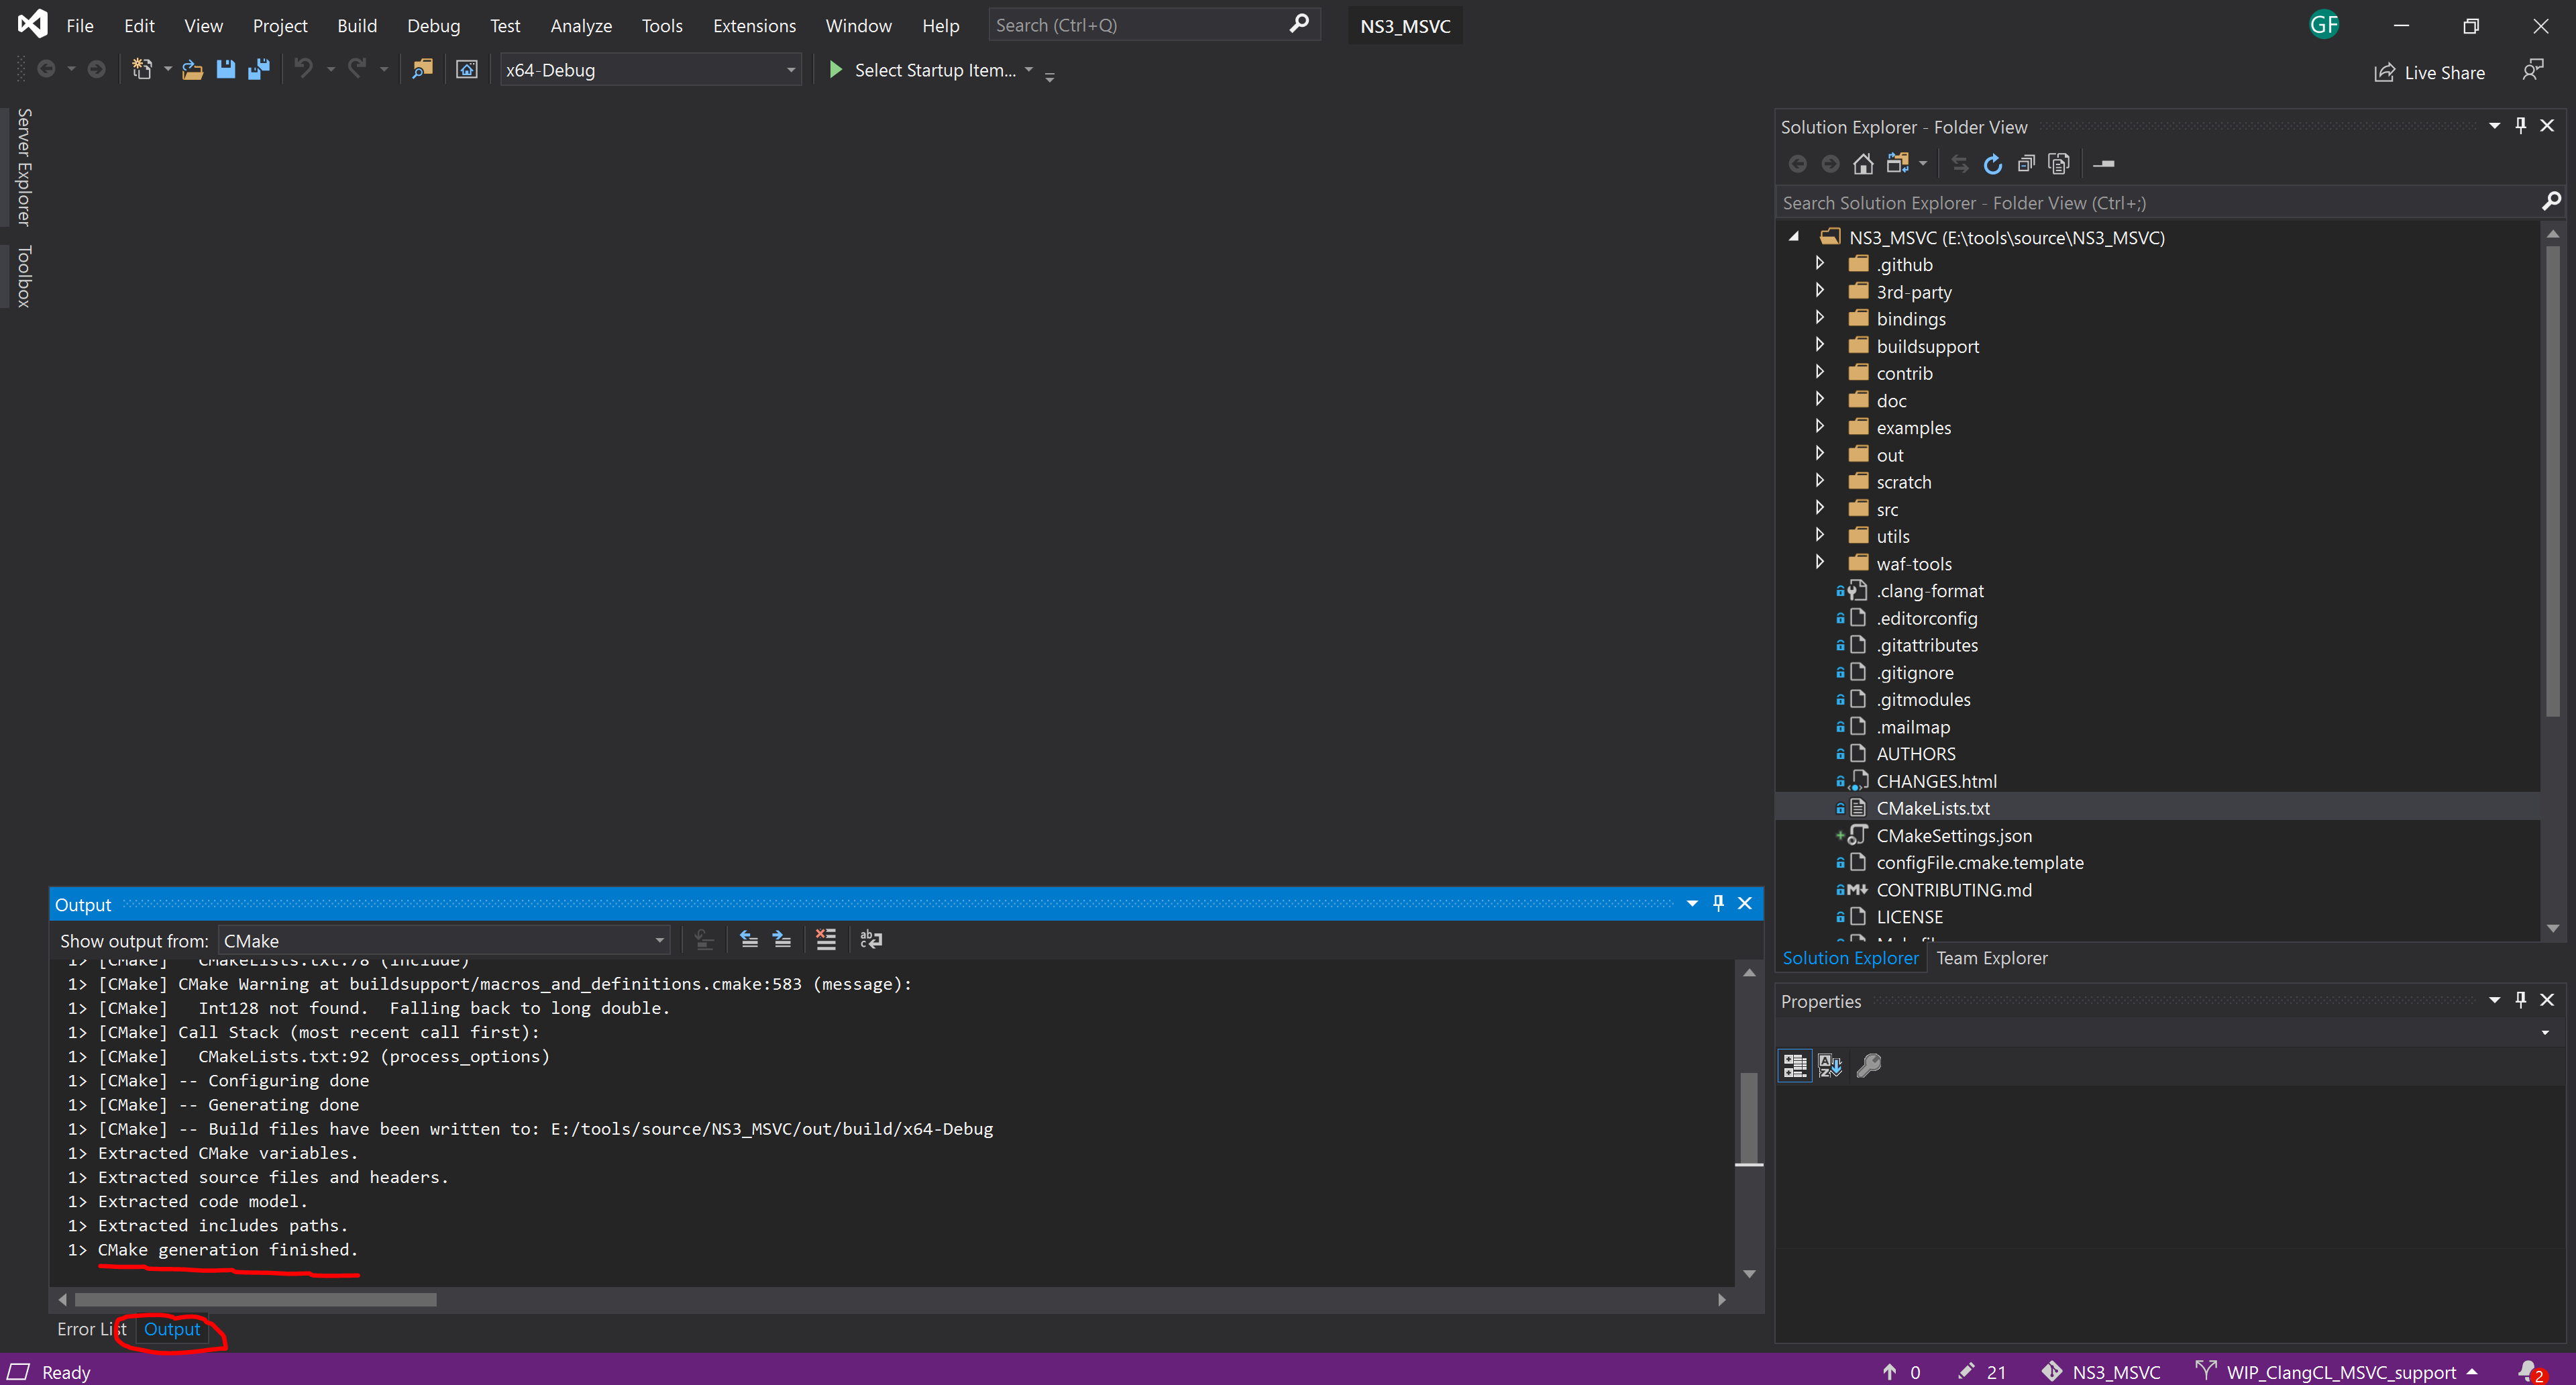 File Edit View Project Build Debug Test Analyze Tools Extensions Window Help Search (Ctrl+Q) NS3_MSVC GF
x64-Debug Select Startup Item... Live Share
Server Explorer
Toolbox
Solution Explorer - Folder View
Search Solution Explorer - Folder View (Ctrl+;)
NS3_MSVC (E:\tools\source\NS3_MSVC)
.github
3rd-party
bindings
buildsupport
contrib
doc
examples
out
scratch
src
utils
waf-tools
.clang-format
.editorconfig
.gitattributes
.gitignore
.gitmodules
.mailmap
AUTHORS
CHANGES.html
CMakeLists.txt
CMakeSettings.json
configFile.cmake.template
CONTRIBUTING.md
LICENSE
Solution Explorer Team Explorer
Properties
Output
Show output from: CMake
1> [CMake]   CMakeLists.txt:78 (include)
1> [CMake] CMake Warning at buildsupport/macros_and_definitions.cmake:583 (message):
1> [CMake]   Int128 not found.  Falling back to long double.
1> [CMake] Call Stack (most recent call first):
1> [CMake]   CMakeLists.txt:92 (process_options)
1> [CMake] -- Configuring done
1> [CMake] -- Generating done
1> [CMake] -- Build files have been written to: E:/tools/source/NS3_MSVC/out/build/x64-Debug
1> Extracted CMake variables.
1> Extracted source files and headers.
1> Extracted code model.
1> Extracted includes paths.
1> CMake generation finished.
Error List Output
Ready 0 21 NS3_MSVC WIP_ClangCL_MSVC_support 2